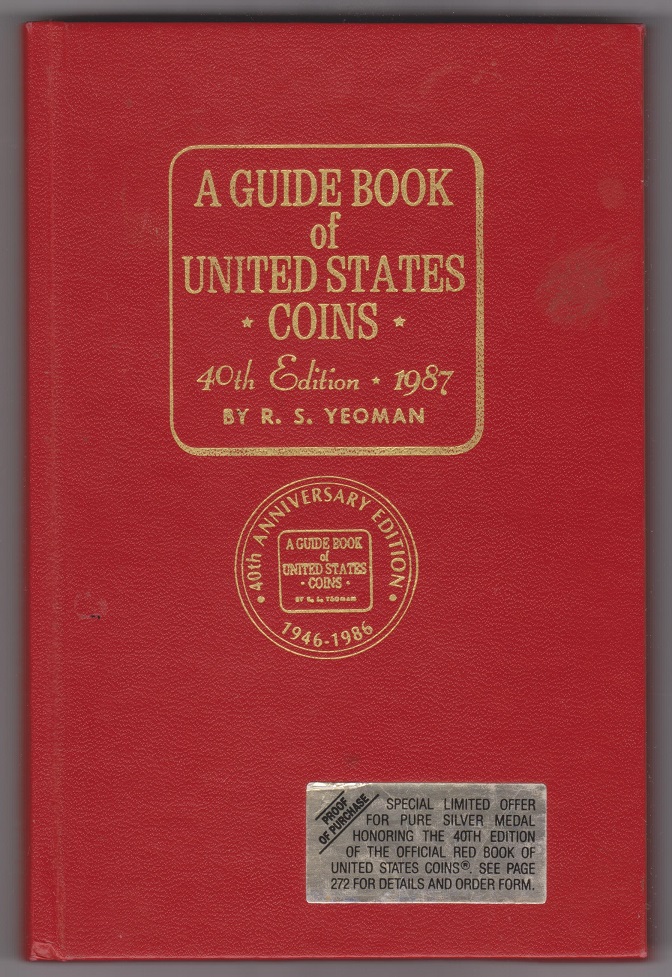 A GUIDE BOOK
of
UNITED STATES
★ COINS ★
40th Edition ★ 1987
BY R. S. YEOMAN
• 40th ANNIVERSARY EDITION •
A GUIDE BOOK
of
UNITED STATES
· COINS ·
1946-1986
PROOF
OF PURCHASE
SPECIAL LIMITED OFFER
FOR PURE SILVER MEDAL
HONORING THE 40TH EDITION
OF THE OFFICIAL RED BOOK OF
UNITED STATES COINS®. SEE PAGE
272 FOR DETAILS AND ORDER FORM.